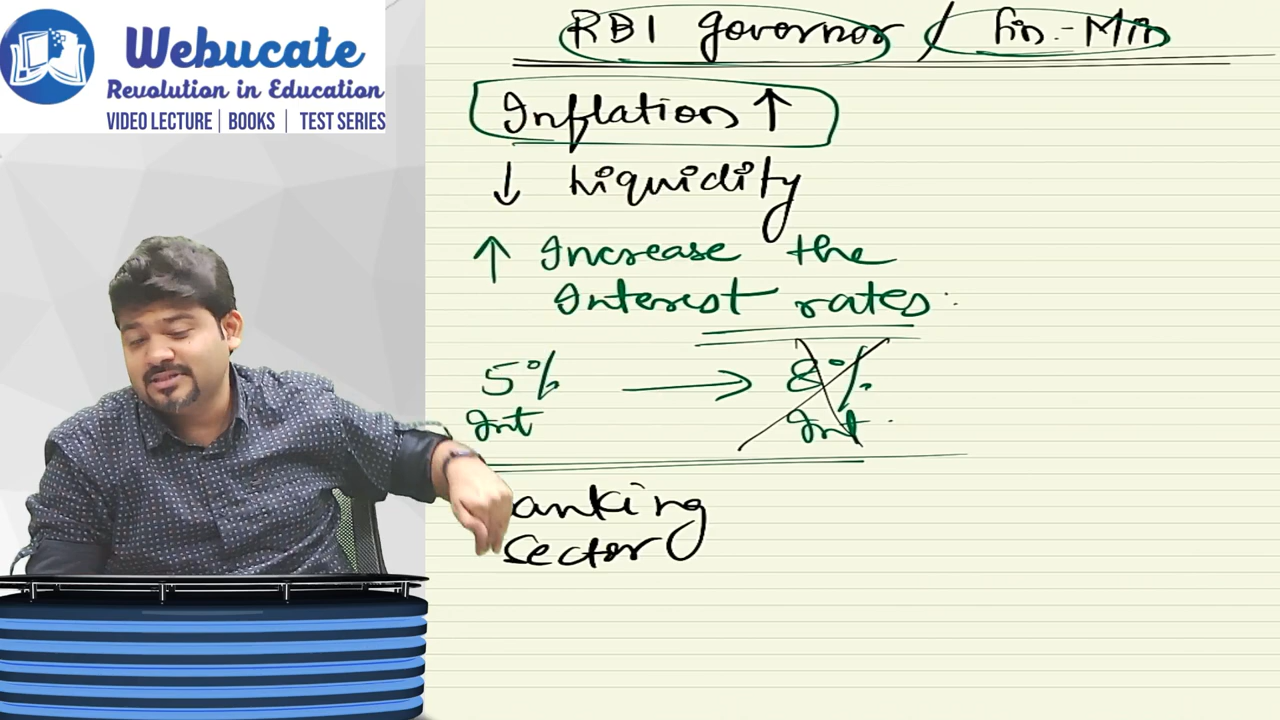 Webucate
Revolution in Education
VIDEO LECTURE | BOOKS | TEST SERIES
RBI governor / Fin.-Min
Inflation ↑
↓ Liquidity
↑ Increase the
Interest rates
5% → 8%
Int Int
anking
Sector